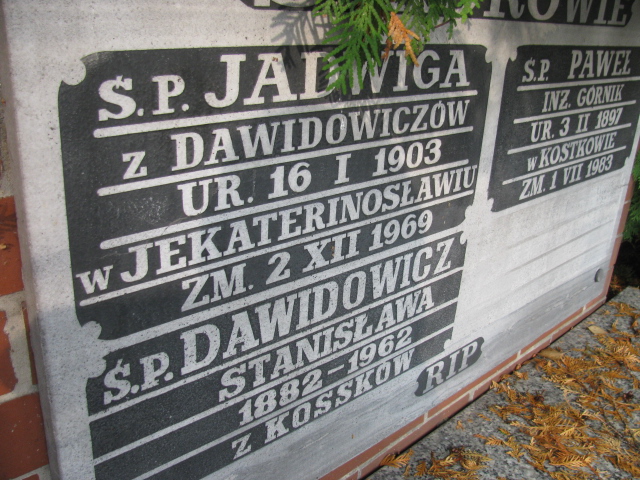 Ś.P. JADWIGA
z DAWIDOWICZÓW
UR. 16 I 1903
w JEKATERINOSŁAWIU
ZM. 2 XII 1969
Ś.P. DAWIDOWICZ
STANISŁAWA
1882-1962
z KOSSKÓW
Ś.P. PAWEŁ
INŻ. GÓRNIK
UR. 3 II 1897
w KOSTKOWIE
ZM. 1 VII 1983
RIP